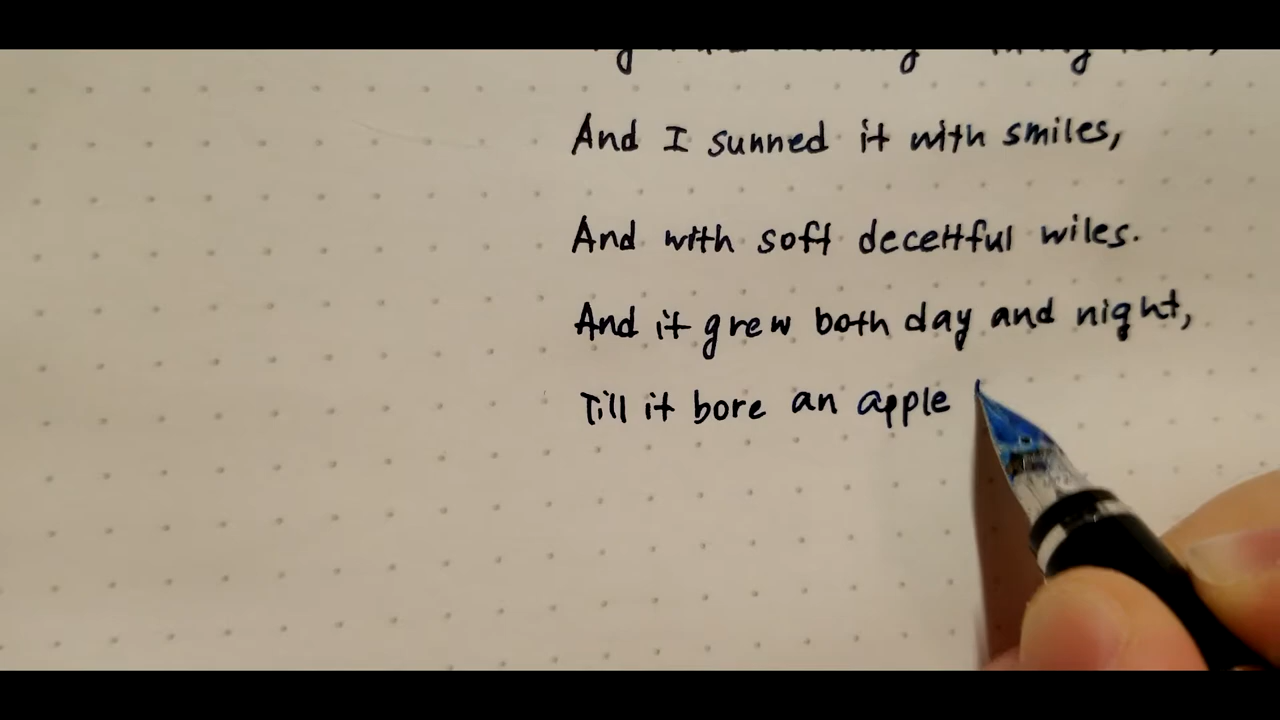 And I sunned it with smiles,
And with soft deceitful wiles.
And it grew both day and night,
Till it bore an apple